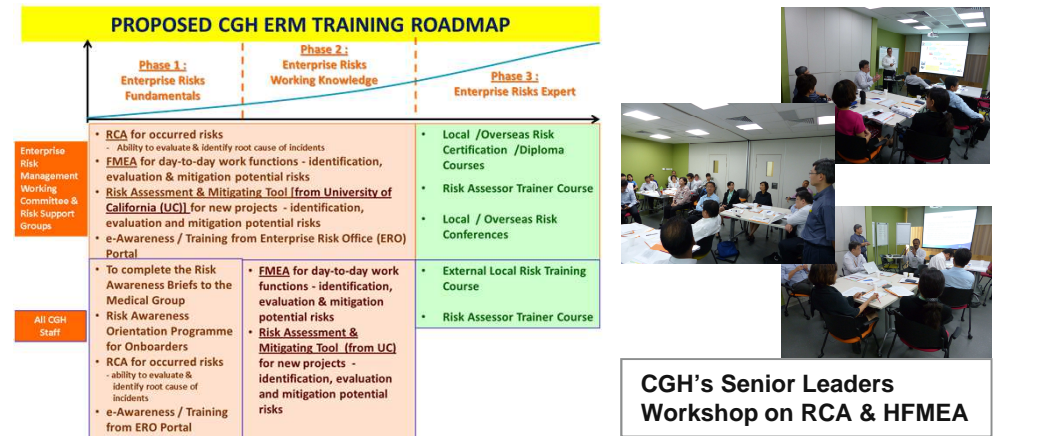 PROPOSED CGH ERM TRAINING ROADMAP
Phase 1 :
Enterprise Risks
Fundamentals
Phase 2 :
Enterprise Risks
Working Knowledge
Phase 3 :
Enterprise Risks Expert
Enterprise
Risk
Management
Working
Committee &
Risk Support
Groups
• RCA for occurred risks
- Ability to evaluate & identify root cause of incidents
• FMEA for day-to-day work functions - identification,
evaluation & mitigation potential risks
• Risk Assessment & Mitigating Tool [from University of
California (UC)] for new projects - identification,
evaluation and mitigation potential risks
• e-Awareness / Training from Enterprise Risk Office (ERO)
Portal
• Local /Overseas Risk
Certification /Diploma
Courses
• Risk Assessor Trainer Course
• Local / Overseas Risk
Conferences
All CGH
Staff
• To complete the Risk
Awareness Briefs to the
Medical Group
• Risk Awareness
Orientation Programme
for Onboarders
• RCA for occurred risks
- ability to evaluate &
identify root cause of
incidents
• e-Awareness / Training
from ERO Portal
• FMEA for day-to-day work
functions - identification,
evaluation & mitigation
potential risks
• Risk Assessment &
Mitigating Tool (from UC)
for new projects -
identification, evaluation
and mitigation potential
risks
• External Local Risk Training
Course
• Risk Assessor Trainer Course
CGH's Senior Leaders
Workshop on RCA & HFMEA